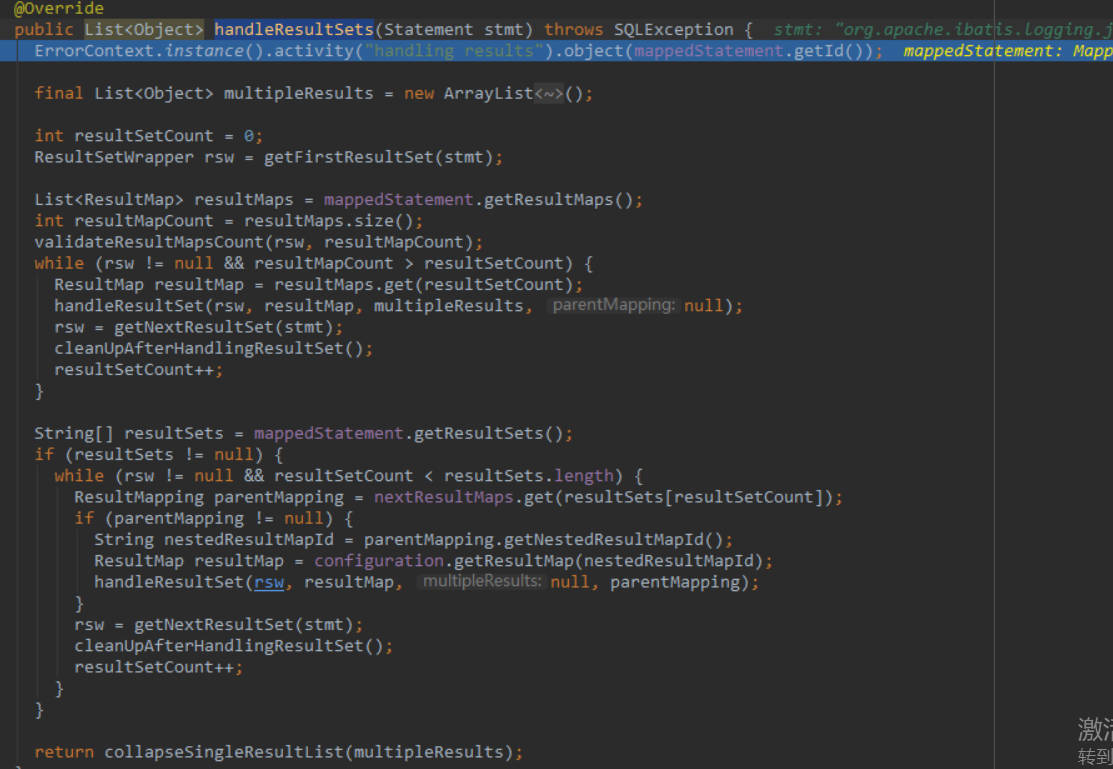 @Override
public List<Object> handleResultSets(Statement stmt) throws SQLException {  stmt: "org.apache.ibatis.logging.j
ErrorContext.instance().activity("handling results").object(mappedStatement.getId());  mappedStatement: Mapp
final List<Object> multipleResults = new ArrayList<~>();
int resultSetCount = 0;
ResultSetWrapper rsw = getFirstResultSet(stmt);
List<ResultMap> resultMaps = mappedStatement.getResultMaps();
int resultMapCount = resultMaps.size();
validateResultMapsCount(rsw, resultMapCount);
while (rsw != null && resultMapCount > resultSetCount) {
ResultMap resultMap = resultMaps.get(resultSetCount);
handleResultSet(rsw, resultMap, multipleResults, parentMapping: null);
rsw = getNextResultSet(stmt);
cleanUpAfterHandlingResultSet();
resultSetCount++;
}
String[] resultSets = mappedStatement.getResultSets();
if (resultSets != null) {
while (rsw != null && resultSetCount < resultSets.length) {
ResultMapping parentMapping = nextResultMaps.get(resultSets[resultSetCount]);
if (parentMapping != null) {
String nestedResultMapId = parentMapping.getNestedResultMapId();
ResultMap resultMap = configuration.getResultMap(nestedResultMapId);
handleResultSet(rsw, resultMap, multipleResults: null, parentMapping);
}
rsw = getNextResultSet(stmt);
cleanUpAfterHandlingResultSet();
resultSetCount++;
}
}
return collapseSingleResultList(multipleResults);
激活
转到